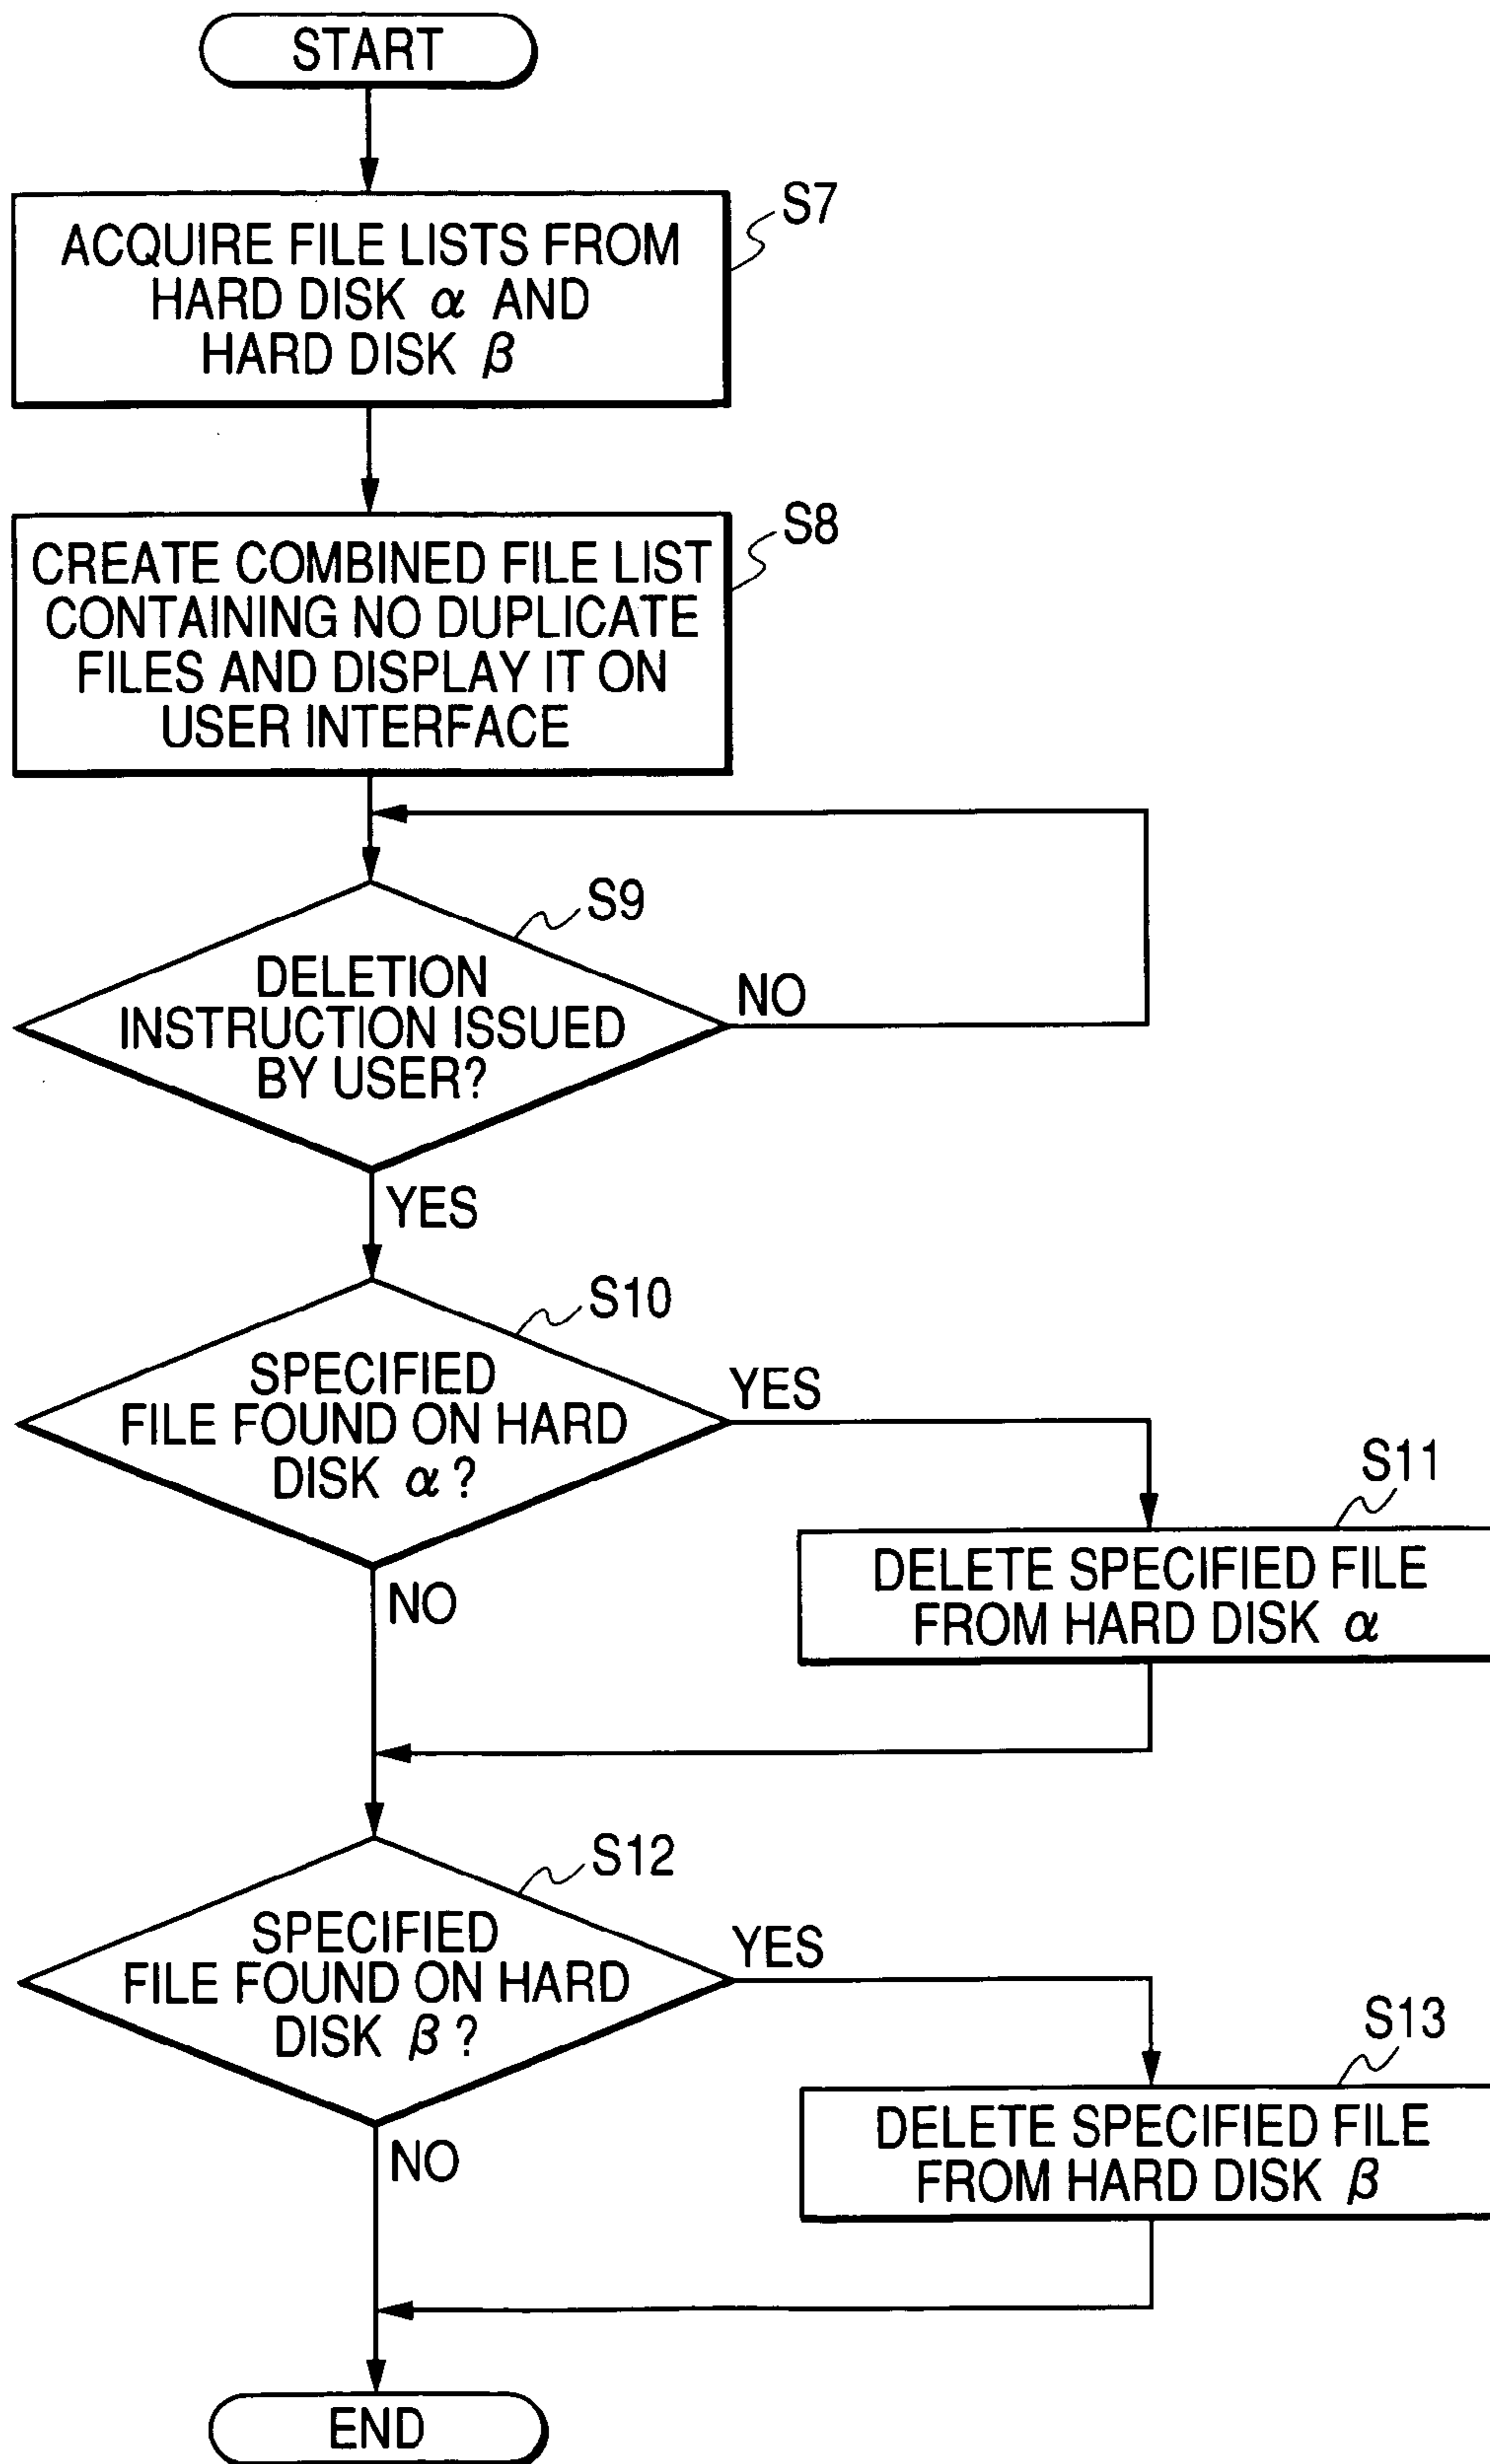 START
S7
ACQUIRE FILE LISTS FROM
HARD DISK α AND
HARD DISK β
S8
CREATE COMBINED FILE LIST
CONTAINING NO DUPLICATE
FILES AND DISPLAY IT ON
USER INTERFACE
S9
DELETION
INSTRUCTION ISSUED
BY USER?
NO
YES
S10
SPECIFIED
FILE FOUND ON HARD
DISK α ?
YES
NO
S11
DELETE SPECIFIED FILE
FROM HARD DISK α
S12
SPECIFIED
FILE FOUND ON HARD
DISK β ?
YES
NO
S13
DELETE SPECIFIED FILE
FROM HARD DISK β
END